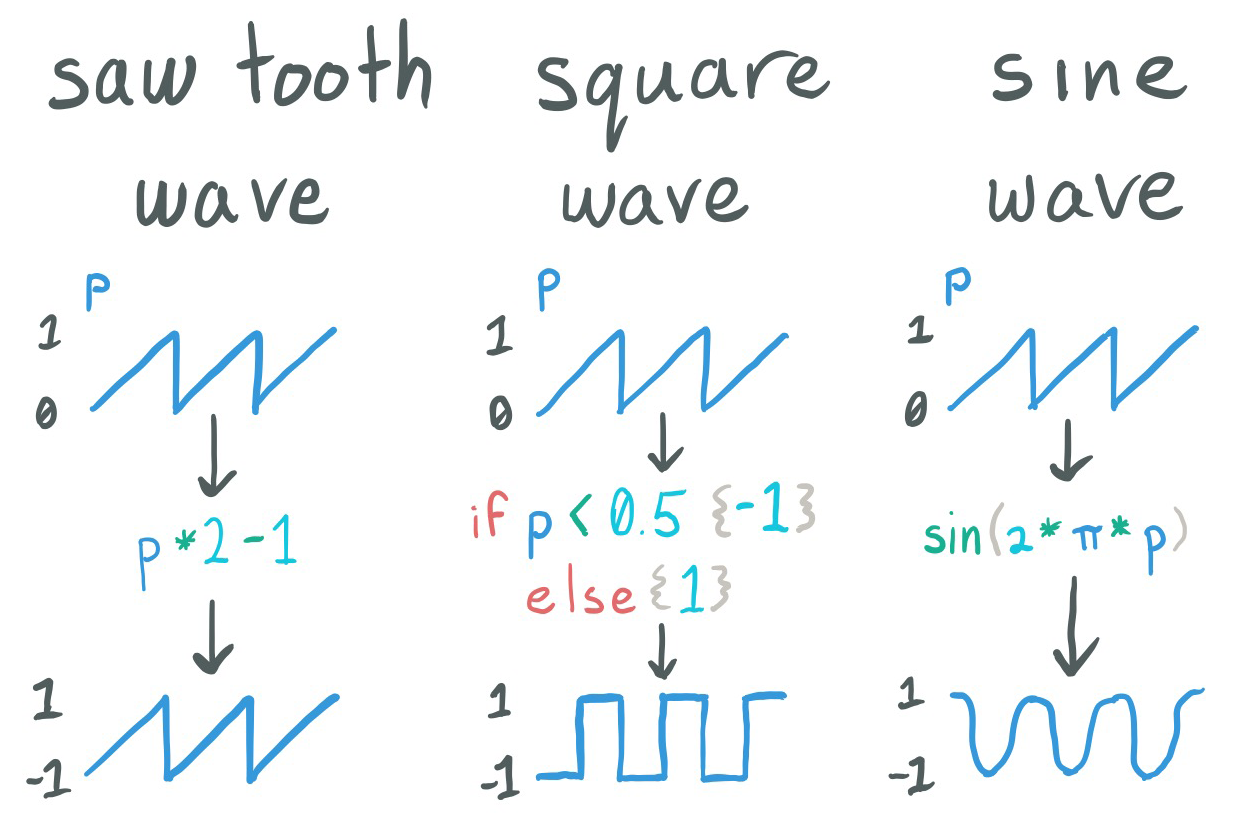 saw tooth
wave
p
1
0
p*2-1
1
-1
square
wave
p
1
0
if p < 0.5 {-1}
else {1}
1
-1
sine
wave
p
1
0
sin(2*π*p)
1
-1